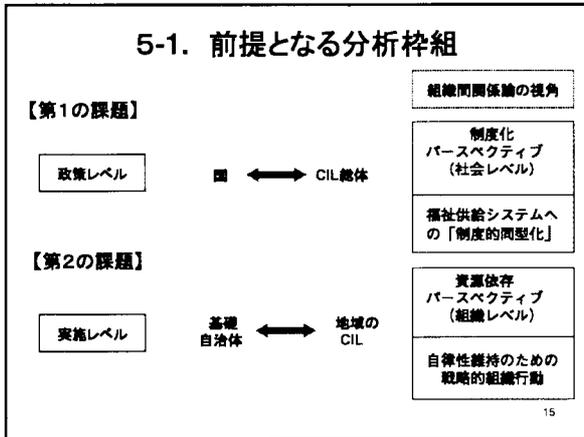 5-1. 前提となる分析枠組
組織間関係論の視角
【第1の課題】
政策レベル
国
CIL総体
制度化
パースペクティブ
(社会レベル)
福祉供給システムへ
の「制度的同型化」
【第2の課題】
実施レベル
基礎
自治体
地域の
CIL
資源依存
パースペクティブ
(組織レベル)
自律性維持のための
戦略的組織行動
15